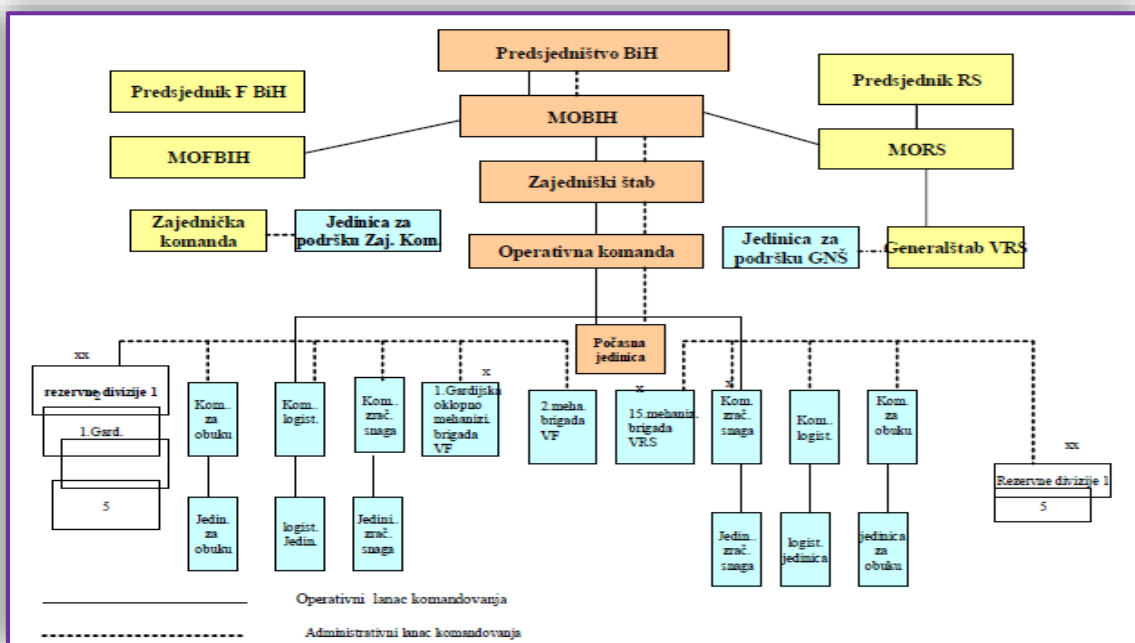 Predsjedništvo BiH
Predsjednik F BiH
Predsjednik RS
MOBIH
MOFBIH
MORS
Zajedniški štab
Zajednička
komanda
Jedinica za
podršku Zaj. Kom.
Operativna komanda
Jedinica za
podršku GNŠ
Generalštab VRS
Počasna
jedinica
xx
rezervne divizije 1
1.Gard.
5
Kom..
za
obuku
Kom..
logist.
Kom..
zrač..
snaga
x
1.Gardijska
oklopno
mehanizi.
brigada
VF
2.meha.
brigada
VF
x
15.mehaniz.
brigada
VRS
x
Kom.
zrač..
snaga
Kom..
logist.
Kom.
za
obuku
xx
Rezervne divizije 1
5
Jedin.
za
obuku
logist.
Jedin.
Jedini..
zrač..
snaga
Jedin..
zrač..
snaga
logist.
jedinica
jedinica
za
obuku
Operativni lanac komandovanja
Administrativni lanac komandovanja